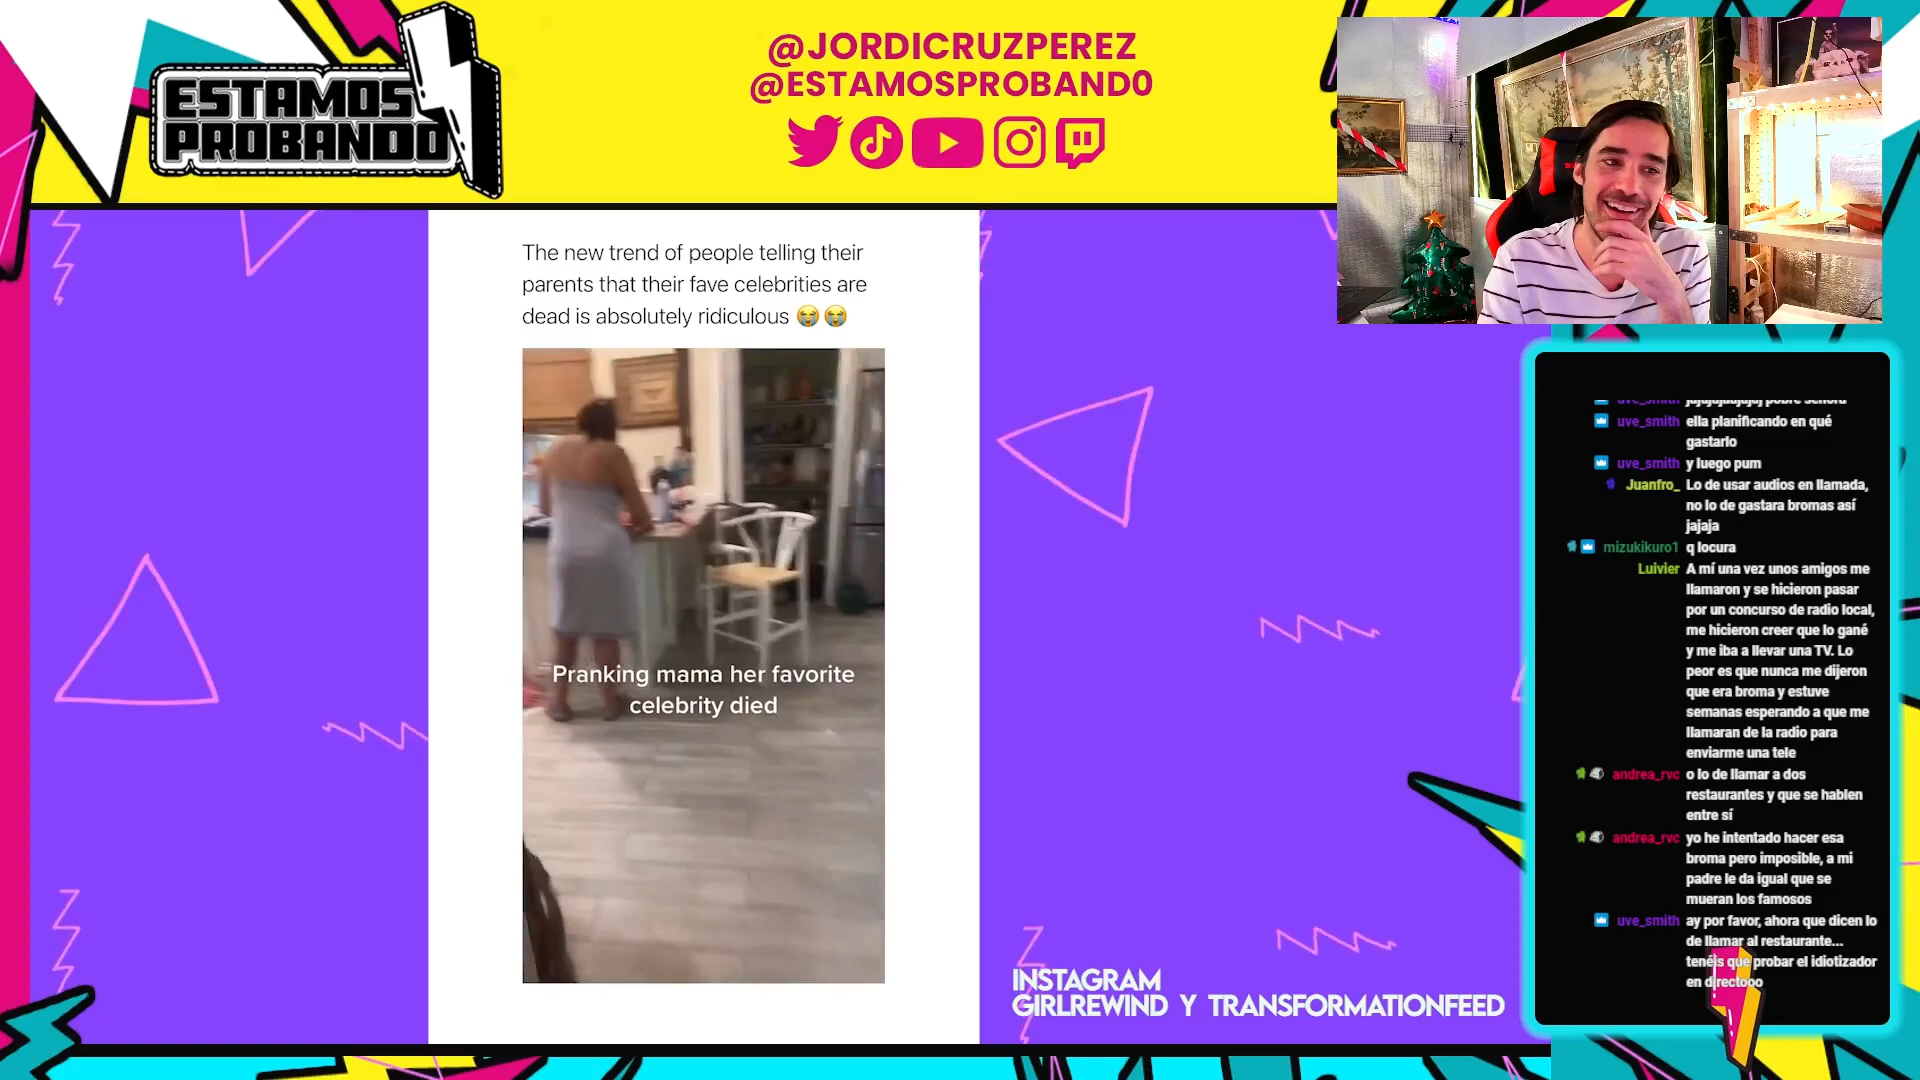 ESTAMOS
PROBANDO
@JORDICRUZPEREZ
@ESTAMOSPROBAND0
The new trend of people telling their
parents that their fave celebrities are
dead is absolutely ridiculous 😭😭
Pranking mama her favorite
celebrity died
INSTAGRAM
GIRLREWIND Y TRANSFORMATIONFEED
uve_smith jajajajaajajaj pobre señora
uve_smith ella planificando en qué
gastarlo
uve_smith y luego pum
Juanfro_ Lo de usar audios en llamada,
no lo de gastara bromas así
jajaja
mizukikuro1 q locura
Luivier A mí una vez unos amigos me
llamaron y se hicieron pasar
por un concurso de radio local,
me hicieron creer que lo gané
y me iba a llevar una TV. Lo
peor es que nunca me dijeron
que era broma y estuve
semanas esperando a que me
llamaran de la radio para
enviarme una tele
andrea_rvc o lo de llamar a dos
restaurantes y que se hablen
entre sí
andrea_rvc yo he intentado hacer esa
broma pero imposible, a mi
padre le da igual que se
mueran los famosos
uve_smith ay por favor, ahora que dicen lo
de llamar al restaurante...
tenéis que probar el idiotizador
en directooo